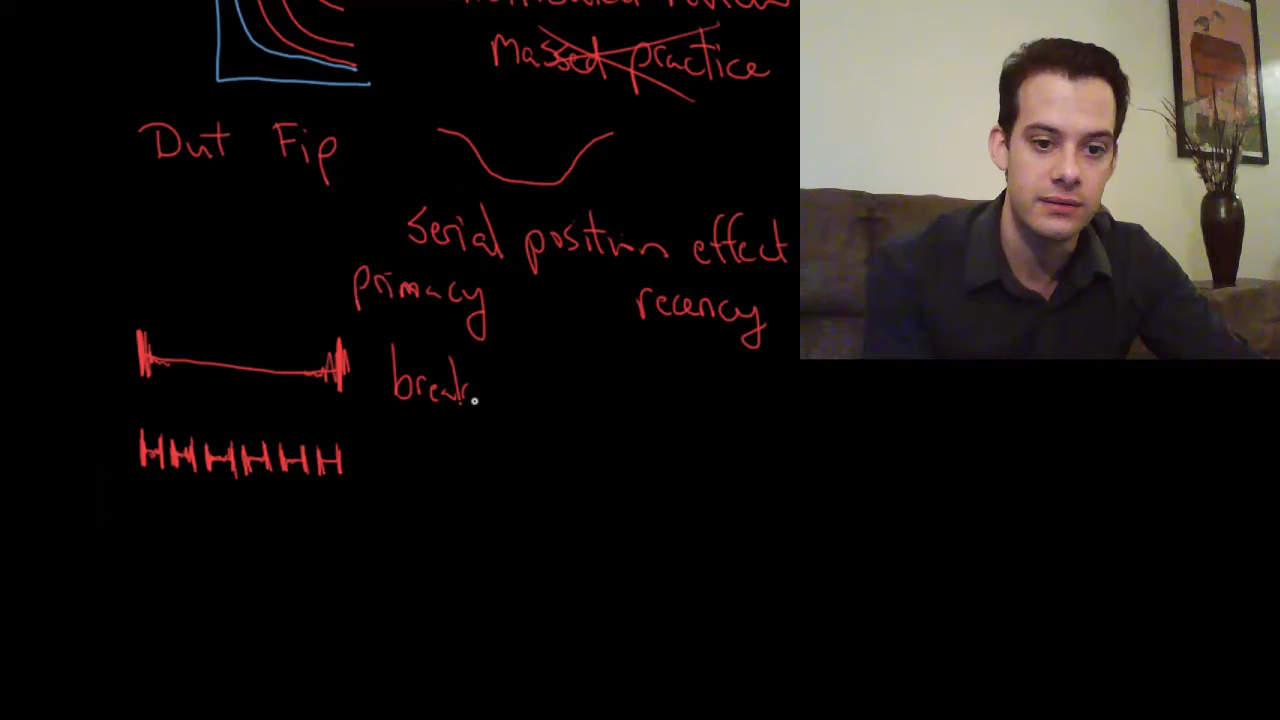 massed practice
Dut Fip
serial position effect
primacy
recency
break